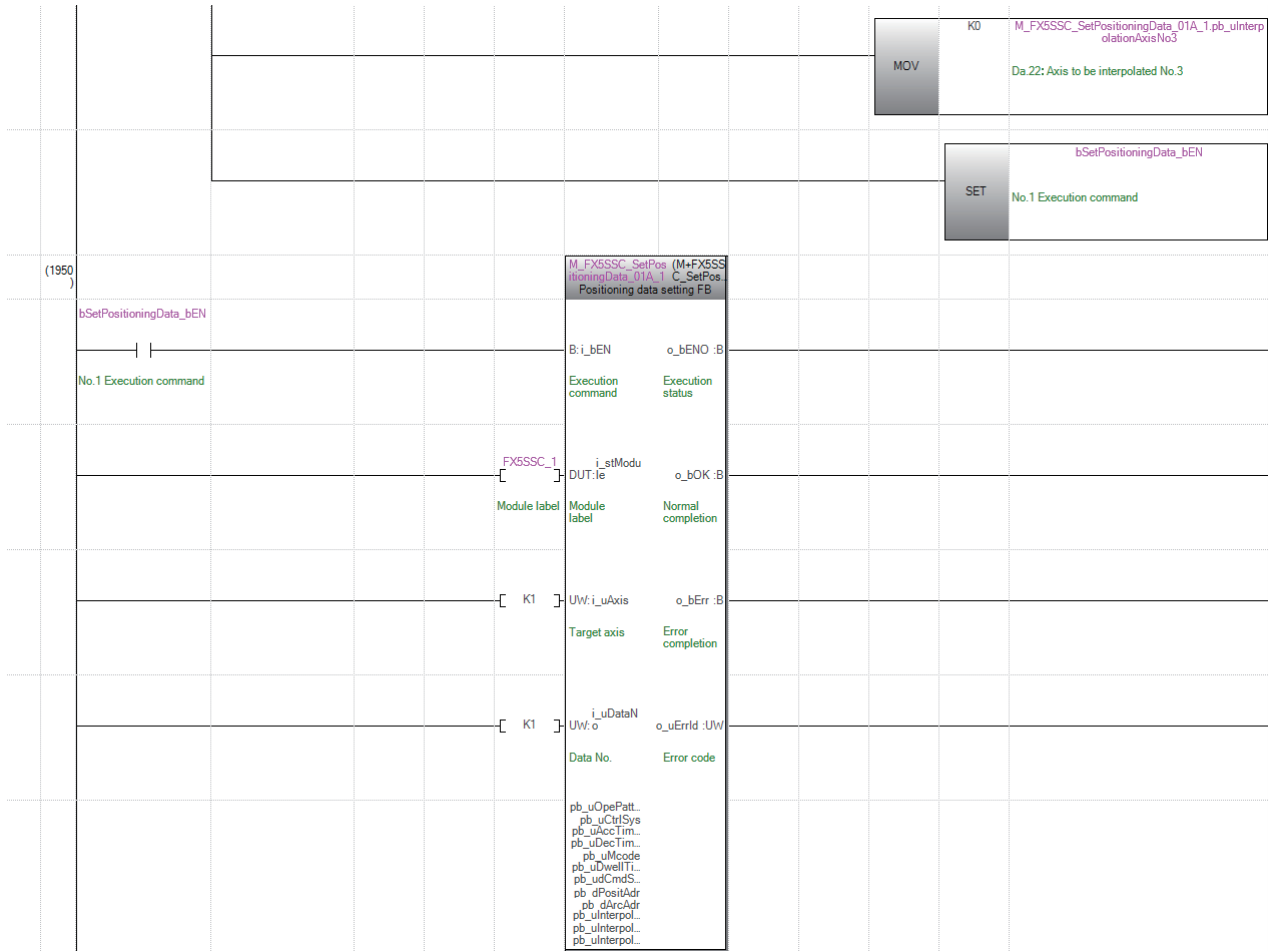 K0 M_FX5SSC_SetPositioningData_01A_1.pb_uInterp
olationAxisNo3
MOV
Da.22: Axis to be interpolated No.3
bSetPositioningData_bEN
SET
No.1 Execution command
(1950
)
M_FX5SSC_SetPos (M+FX5SS
itioningData_01A_1 C_SetPos..
Positioning data setting FB
bSetPositioningData_bEN
B: i_bEN o_bENO :B
No.1 Execution command
Execution
command
Execution
status
FX5SSC_1
i_stModu
DUT:le o_bOK :B
Module label
Module
label
Normal
completion
K1 UW: i_uAxis o_bErr :B
Target axis
Error
completion
i_uDataN
K1 UW: o o_uErrId :UW
Data No. Error code
pb_uOpePatt...
pb_uCtrlSys
pb_uAccTim...
pb_uDecTim...
pb_uMcode
pb_uDwellTi...
pb_udCmdS...
pb_dPositAdr
pb_dArcAdr
pb_uInterpol...
pb_uInterpol...
pb_uInterpol...